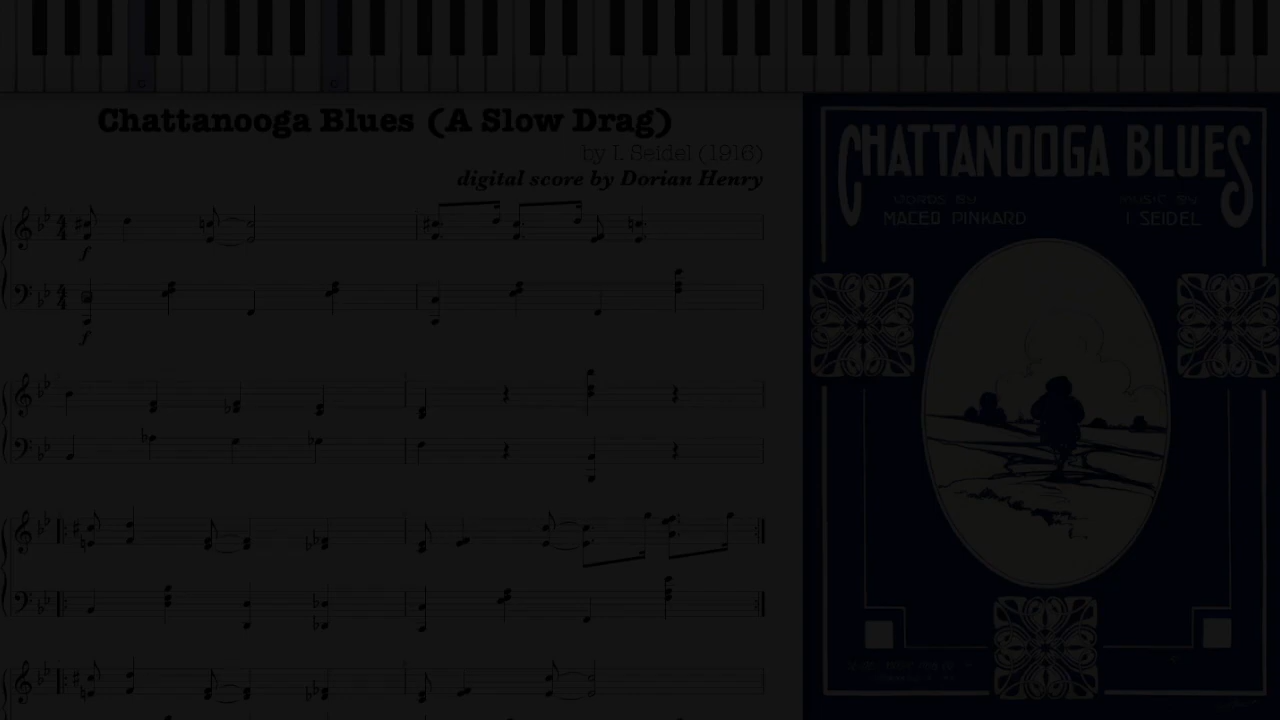 C C
Chattanooga Blues (A Slow Drag)
by I. Seidel (1916)
digital score by Dorian Henry
f
f
CHATTANOOGA BLUES
WORDS BY
MACEO PINKARD
MUSIC BY
I. SEIDEL